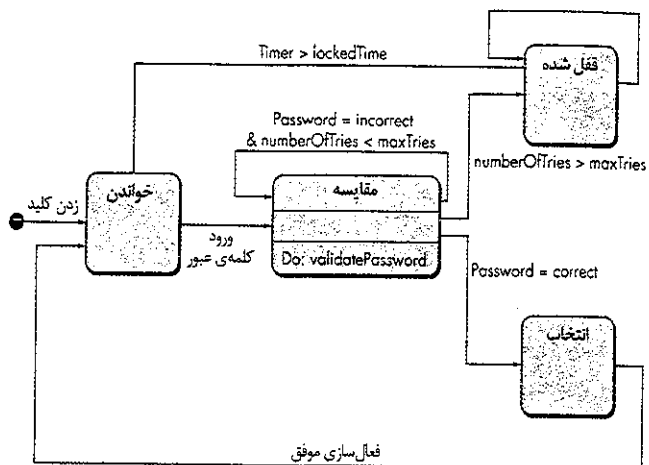 Timer > lockedTime
قفل شده
Password = incorrect
& numberOfTries < maxTries
numberOfTries > maxTries
خواندن
مقایسه
زدن کلید
ورود
کلمه‌ی عبور
Do: validatePassword
Password = correct
انتخاب
فعال‌سازی موفق